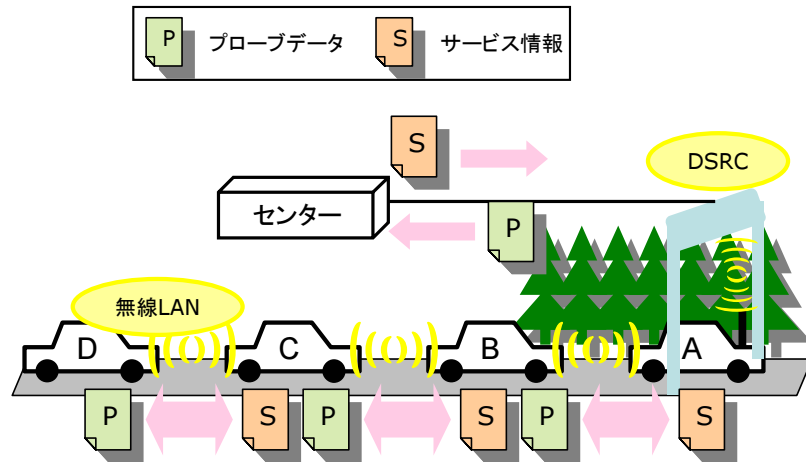 P プローブデータ S サービス情報
S
DSRC
センター
P
無線LAN
D C B A
P S P S P S